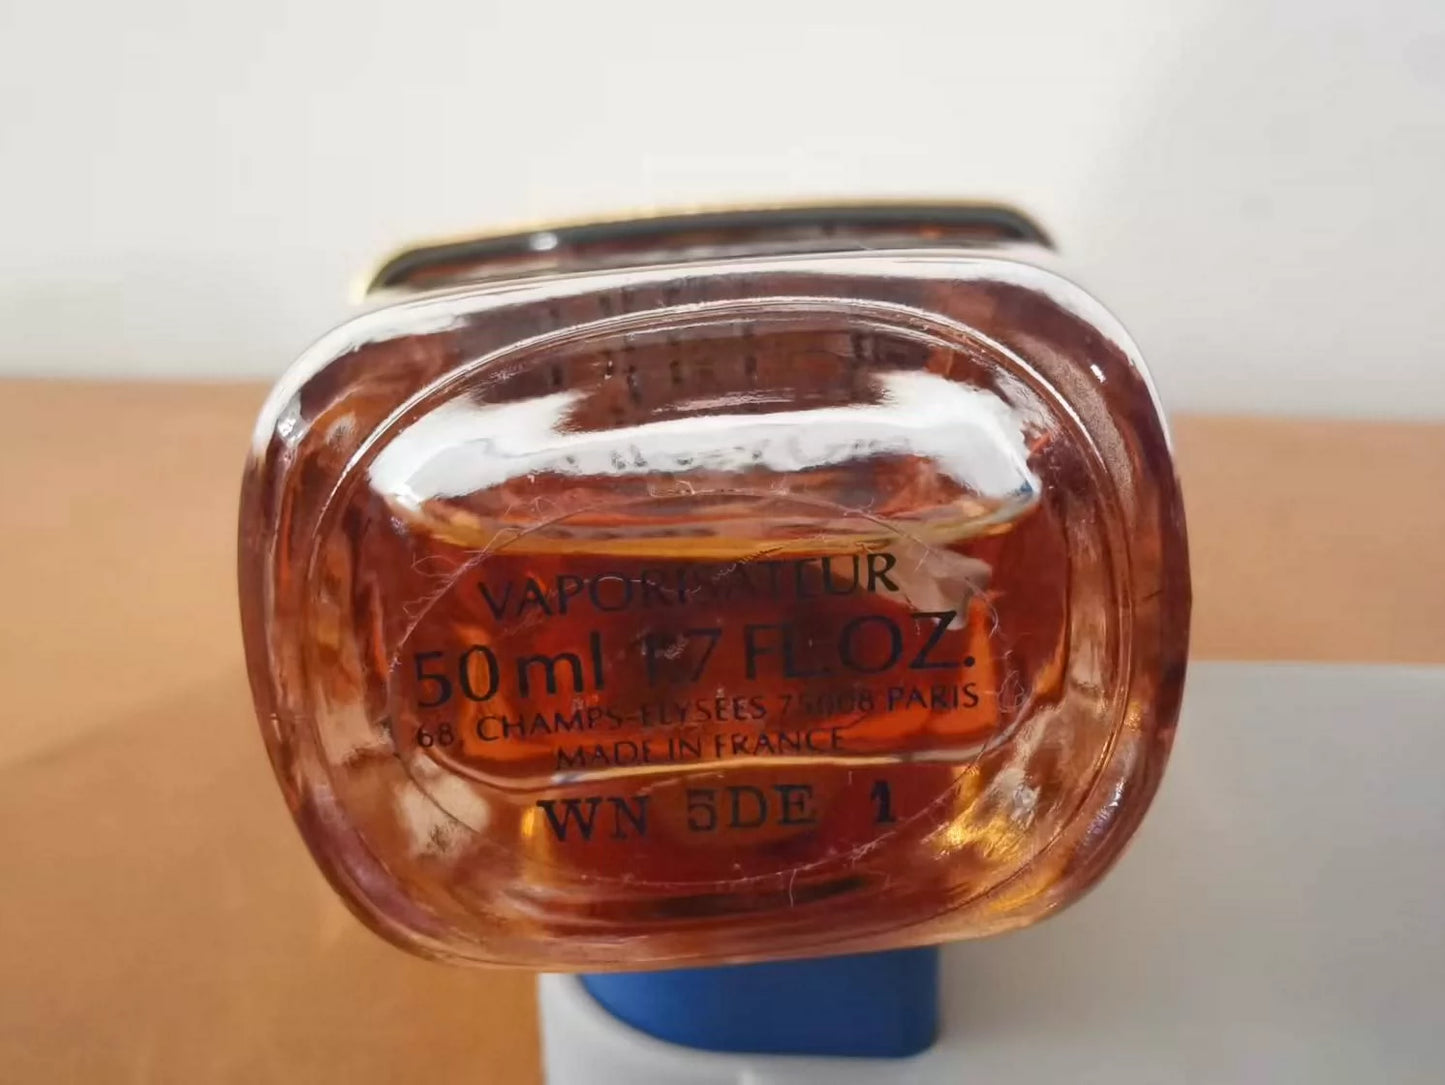 VAPORISATEUR
50 ml 1.7 FL.OZ.
68, CHAMPS-ELYSEES 75008 PARIS
MADE IN FRANCE
WN 5DE 1